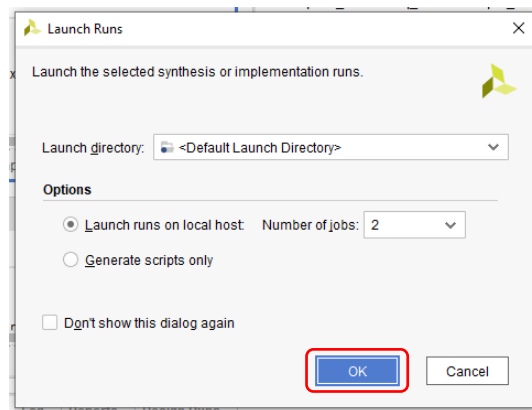 Launch Runs
Launch the selected synthesis or implementation runs.
Launch directory: <Default Launch Directory>
Options
Launch runs on local host: Number of jobs: 2
Generate scripts only
Don't show this dialog again
OK Cancel